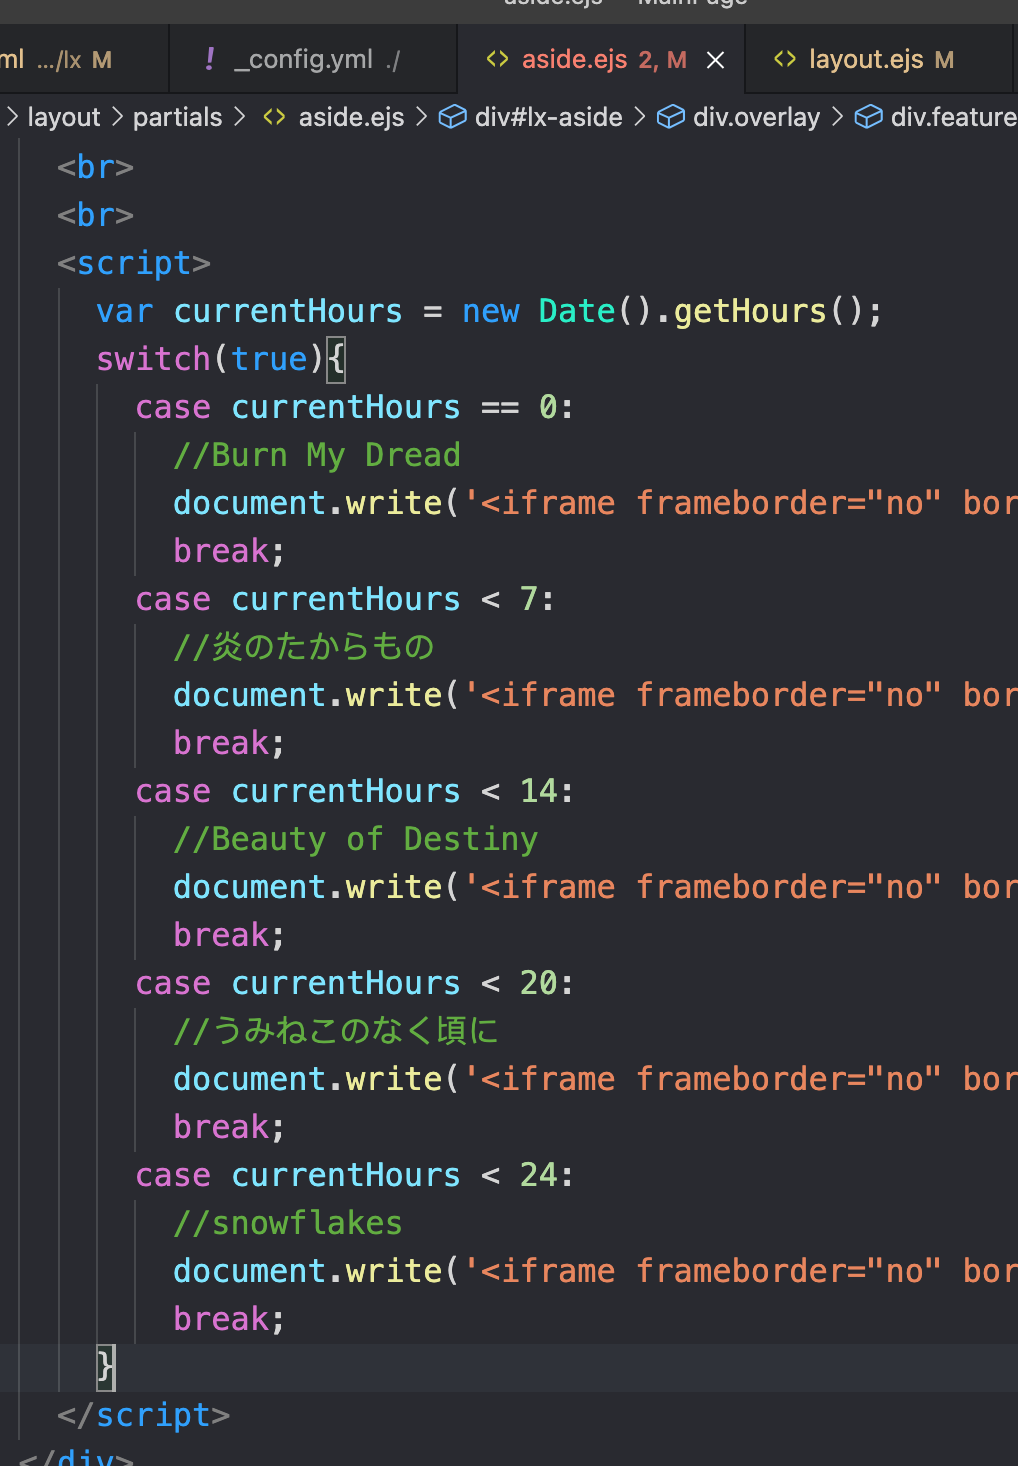 aside.ejs — MainPage
ml .../lx M ! _config.yml ./ <> aside.ejs 2, M × <> layout.ejs M
> layout > partials > <> aside.ejs > div#lx-aside > div.overlay > div.feature
<br>
<br>
<script>
var currentHours = new Date().getHours();
switch(true){
case currentHours == 0:
//Burn My Dread
document.write('<iframe frameborder="no" bor
break;
case currentHours < 7:
//炎のたからもの
document.write('<iframe frameborder="no" bor
break;
case currentHours < 14:
//Beauty of Destiny
document.write('<iframe frameborder="no" bor
break;
case currentHours < 20:
//うみねこのなく頃に
document.write('<iframe frameborder="no" bor
break;
case currentHours < 24:
//snowflakes
document.write('<iframe frameborder="no" bor
break;
}
</script>
</div>